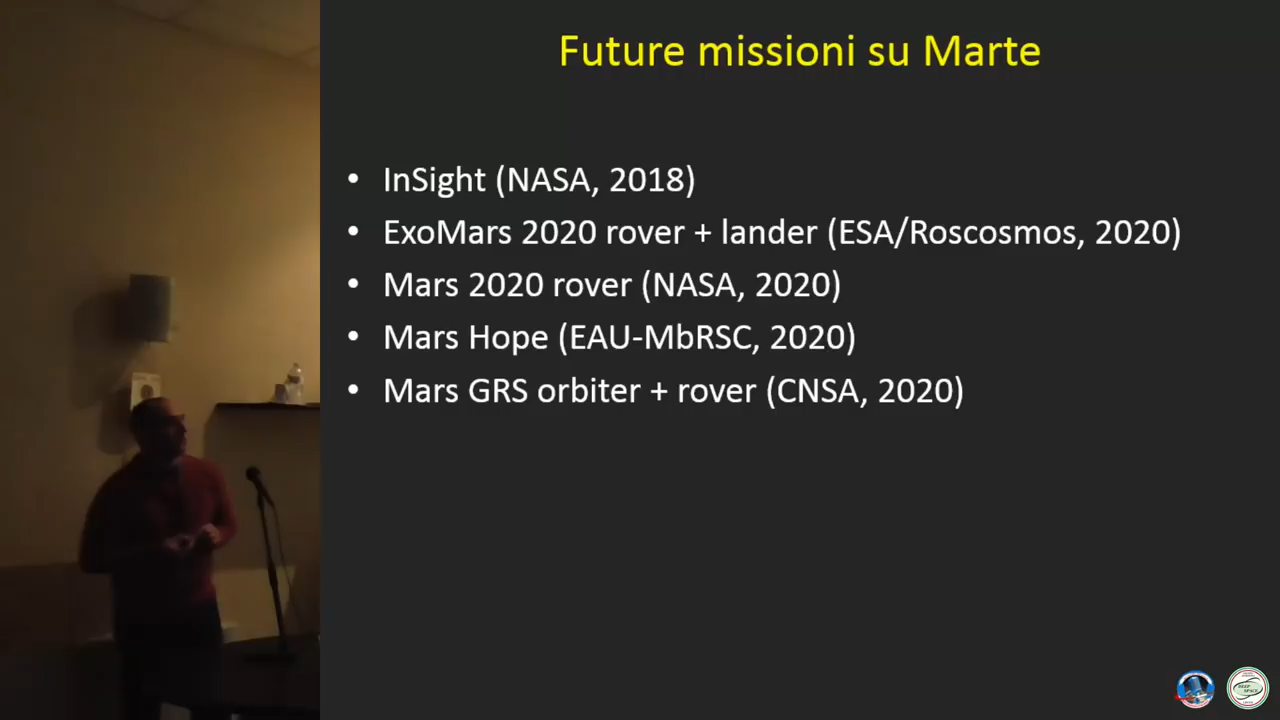 Future missioni su Marte
• InSight (NASA, 2018)
• ExoMars 2020 rover + lander (ESA/Roscosmos, 2020)
• Mars 2020 rover (NASA, 2020)
• Mars Hope (EAU-MbRSC, 2020)
• Mars GRS orbiter + rover (CNSA, 2020)